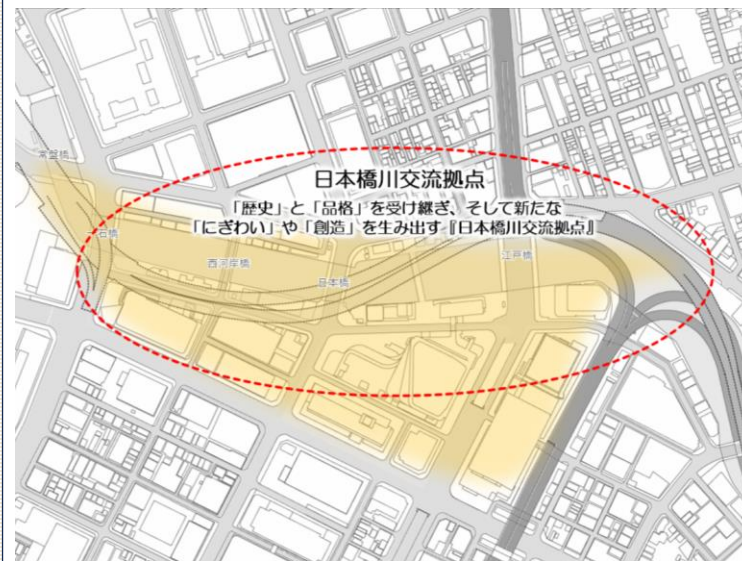 常盤橋
日本橋川交流拠点
「歴史」と「品格」を受け継ぎ、そして新たな
「にぎわい」や「創造」を生み出す『日本橋川交流拠点』
一石橋
西河岸橋
日本橋
江戸橋